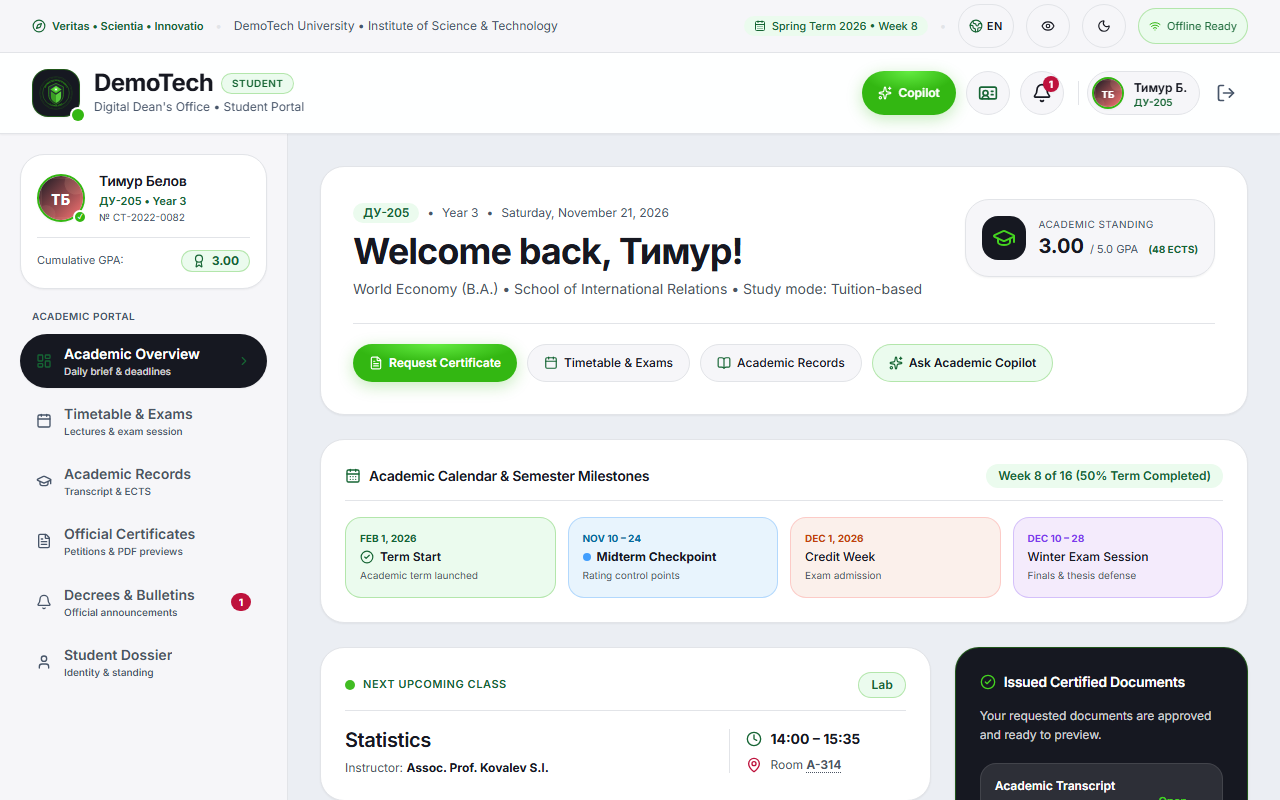 Veritas • Scientia • Innovatio • DemoTech University • Institute of Science & Technology
Spring Term 2026 • Week 8
EN
Offline Ready
DemoTech STUDENT
Digital Dean's Office • Student Portal
Copilot
1
ТБ
Тимур Б.
ДУ-205
ТБ
Тимур Белов
ДУ-205 • Year 3
№ CT-2022-0082
Cumulative GPA: 3.00
ACADEMIC PORTAL
Academic Overview
Daily brief & deadlines
Timetable & Exams
Lectures & exam session
Academic Records
Transcript & ECTS
Official Certificates
Petitions & PDF previews
Decrees & Bulletins
Official announcements
1
Student Dossier
Identity & standing
ДУ-205 • Year 3 • Saturday, November 21, 2026
Welcome back, Тимур!
World Economy (B.A.) • School of International Relations • Study mode: Tuition-based
ACADEMIC STANDING
3.00 / 5.0 GPA (48 ECTS)
Request Certificate
Timetable & Exams
Academic Records
Ask Academic Copilot
Academic Calendar & Semester Milestones
Week 8 of 16 (50% Term Completed)
FEB 1, 2026
Term Start
Academic term launched
NOV 10 – 24
Midterm Checkpoint
Rating control points
DEC 1, 2026
Credit Week
Exam admission
DEC 10 – 28
Winter Exam Session
Finals & thesis defense
NEXT UPCOMING CLASS
Lab
Statistics
Instructor: Assoc. Prof. Kovalev S.I.
14:00 – 15:35
Room A-314
Issued Certified Documents
Your requested documents are approved
and ready to preview.
Academic Transcript